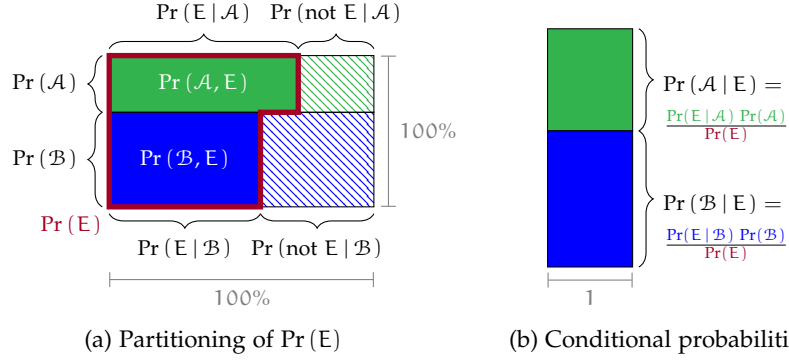 Pr (E | 𝒜) Pr (not E | 𝒜)
Pr (𝒜)
Pr (𝒜, E)
Pr (ℬ)
Pr (ℬ, E)
100%
Pr (E)
Pr (E | ℬ) Pr (not E | ℬ)
100%
(a) Partitioning of Pr (E)
Pr (𝒜 | E) =
Pr(E | 𝒜) Pr(𝒜)
Pr(E)
Pr (ℬ | E) =
Pr(E | ℬ) Pr(ℬ)
Pr(E)
1
(b) Conditional probabiliti